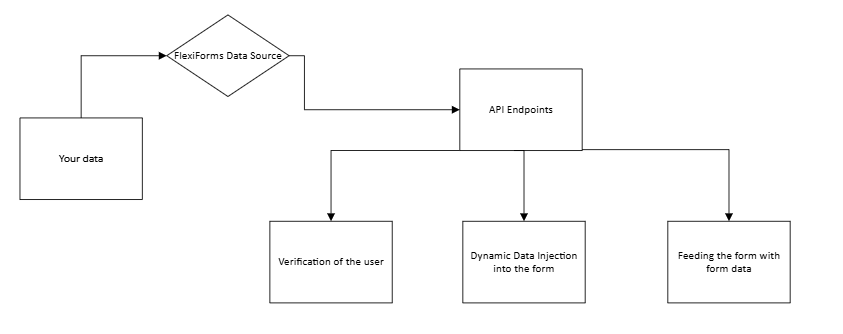 FlexiForms Data Source
API Endpoints
Your data
Verification of the user
Dynamic Data Injection
into the form
Feeding the form with
form data